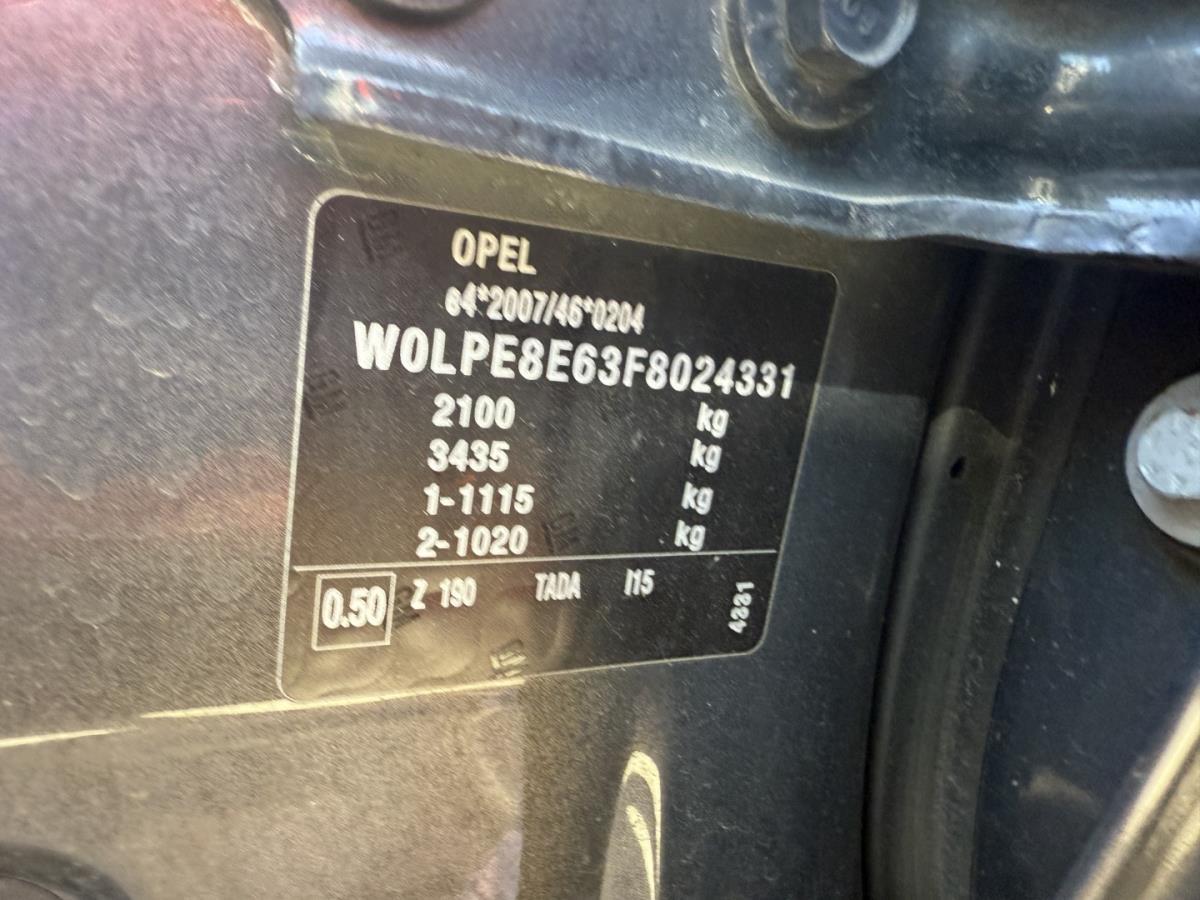 OPEL
e4*2007/46*0204
W0LPE8E63F8024331
2100 kg
3435 kg
1-1115 kg
2-1020 kg
0.50 Z 190 TADA I15
4331